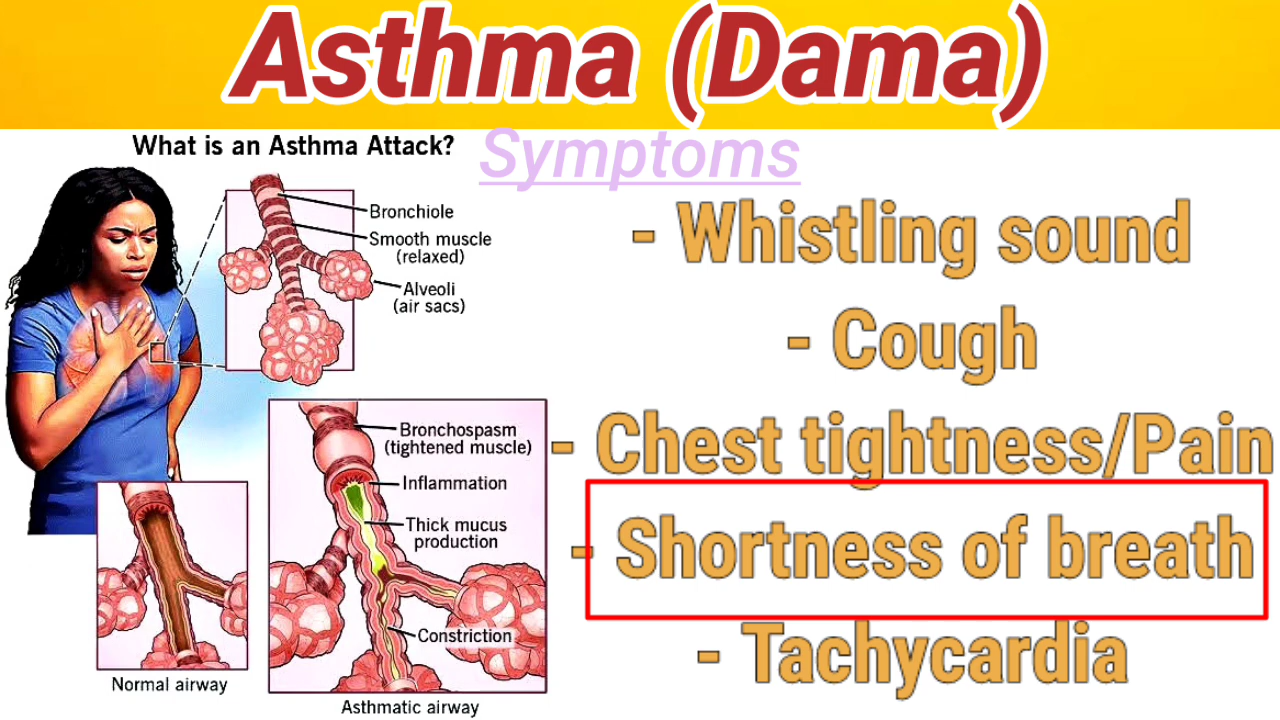 Asthma (Dama)
What is an Asthma Attack?
Symptoms
Bronchiole
Smooth muscle
(relaxed)
Alveoli
(air sacs)
Bronchospasm
(tightened muscle)
Inflammation
Thick mucus
production
Constriction
Normal airway
Asthmatic airway
- Whistling sound
- Cough
- Chest tightness/Pain
- Shortness of breath
- Tachycardia